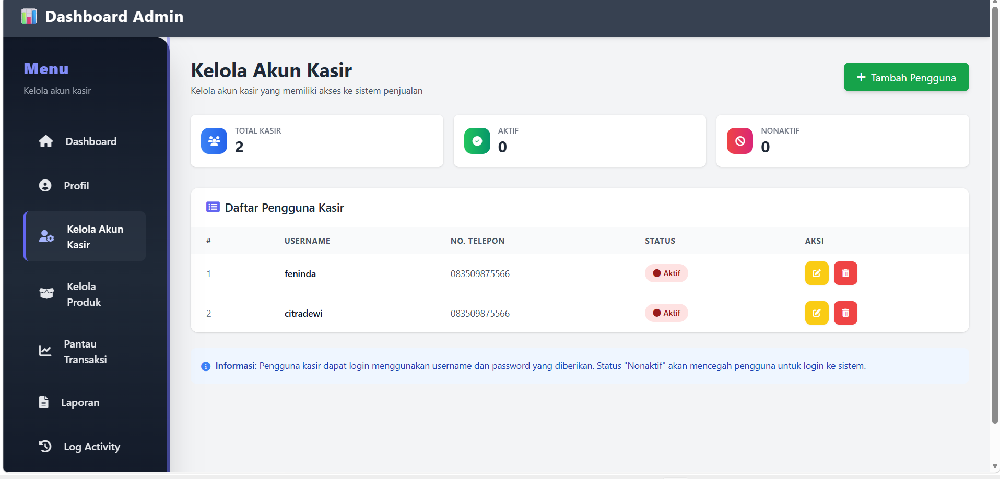 Dashboard Admin
Menu
Kelola akun kasir
Dashboard
Profil
Kelola Akun
Kasir
Kelola
Produk
Pantau
Transaksi
Laporan
Log Activity
Kelola Akun Kasir
Kelola akun kasir yang memiliki akses ke sistem penjualan
+ Tambah Pengguna
TOTAL KASIR
2
AKTIF
0
NONAKTIF
0
Daftar Pengguna Kasir
# USERNAME NO. TELEPON STATUS AKSI
1 feninda 083509875566 Aktif
2 citradewi 083509875566 Aktif
Informasi: Pengguna kasir dapat login menggunakan username dan password yang diberikan. Status "Nonaktif" akan mencegah pengguna untuk login ke sistem.